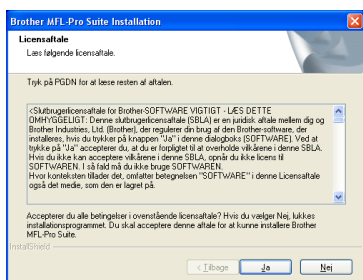 Brother MFL-Pro Suite Installation
Licensaftale
Læs følgende licensaftale.
Tryk på PGDN for at læse resten af aftalen.
<Slutbrugerlicensaftale for Brother-SOFTWARE VIGTIGT - LÆS DETTE
OMHYGGELIGT: Denne slutbrugerlicensaftale (SBLA) er en juridisk aftale mellem dig og
Brother Industries, Ltd. (Brother), der regulerer din brug af den Brother-software, der
installeres, hvis du trykker på knappen "Ja" i denne dialogboks (SOFTWARE). Ved at
trykke på "Ja" accepterer du, at du er forpligtet til at overholde vilkårene i denne SBLA.
Hvis du ikke kan acceptere vilkårene i denne SBLA, opnår du ikke licens til
SOFTWAREN. I så fald må du ikke bruge SOFTWAREN.
Hvor konteksten tillader det, omfatter betegnelsen "SOFTWARE" i denne Licensaftale
også det medie, som den er lagret på.
Accepterer du alle betingelser i ovenstående licensaftale? Hvis du vælger Nej, lukkes
installationsprogrammet. Du skal acceptere denne aftale for at kunne installere Brother
MFL-Pro Suite.
InstallShield
< Tilbage
Ja
Nej